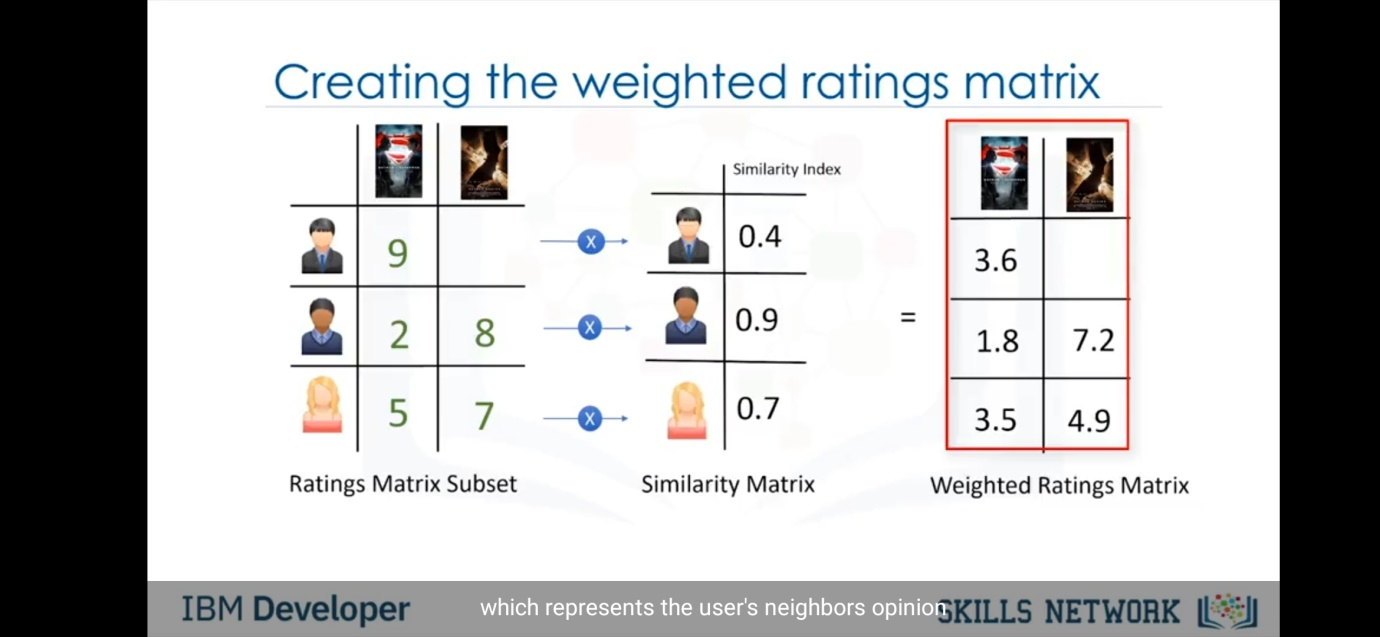 Creating the weighted ratings matrix
Similarity Index
9
X
0.4
3.6
2 8
X
0.9
=
1.8 7.2
5 7
X
0.7
3.5 4.9
Ratings Matrix Subset
Similarity Matrix
Weighted Ratings Matrix
IBM Developer
which represents the user's neighbors opinion
SKILLS NETWORK